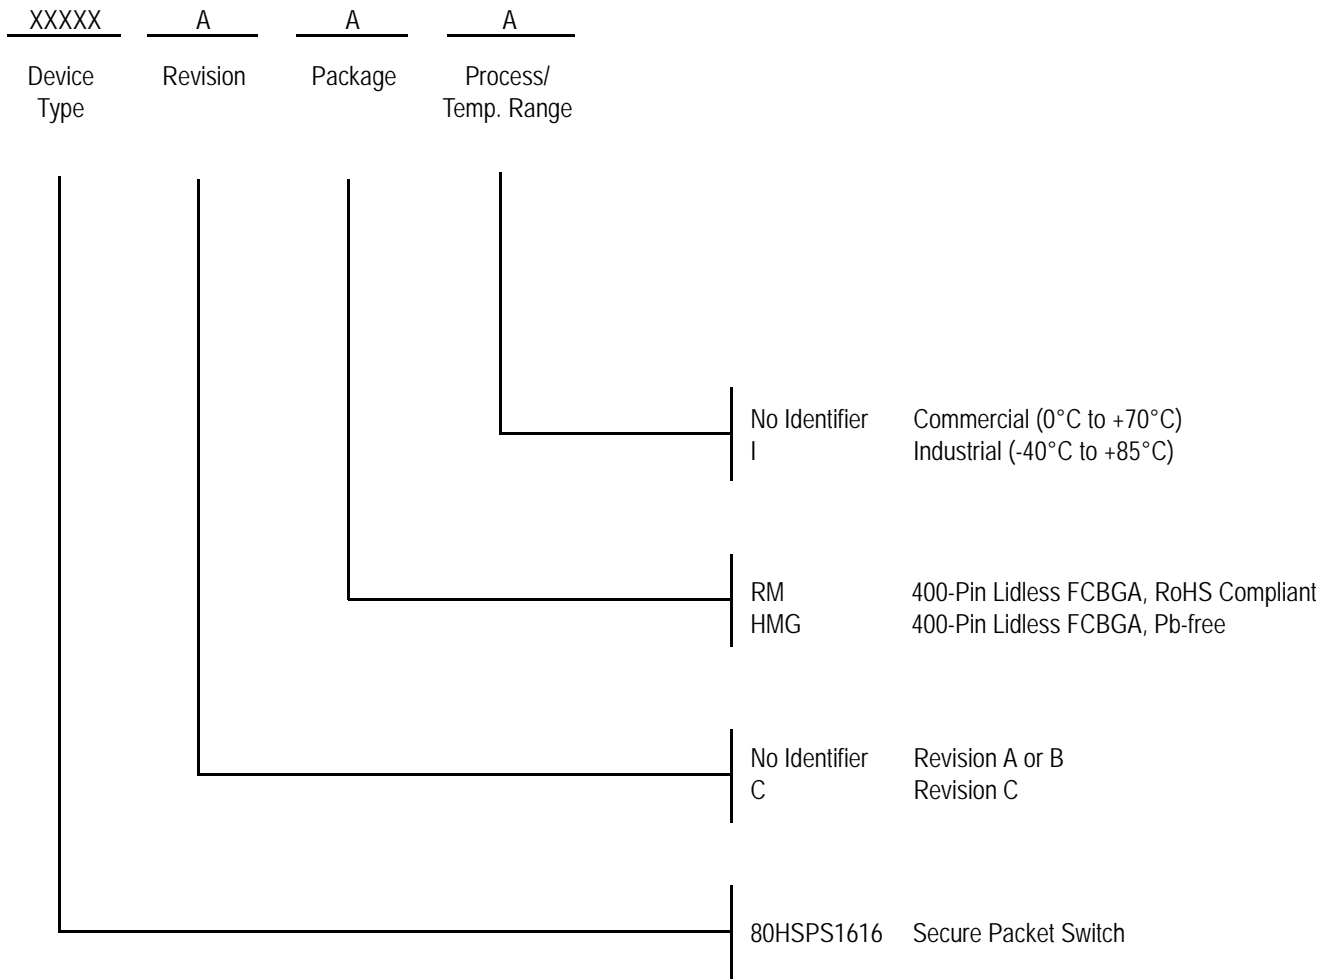 XXXXX A A A
Device Type Revision Package Process/ Temp. Range
No Identifier Commercial (0°C to +70°C)
I Industrial (-40°C to +85°C)
RM 400-Pin Lidless FCBGA, RoHS Compliant
HMG 400-Pin Lidless FCBGA, Pb-free
No Identifier Revision A or B
C Revision C
80HSPS1616 Secure Packet Switch